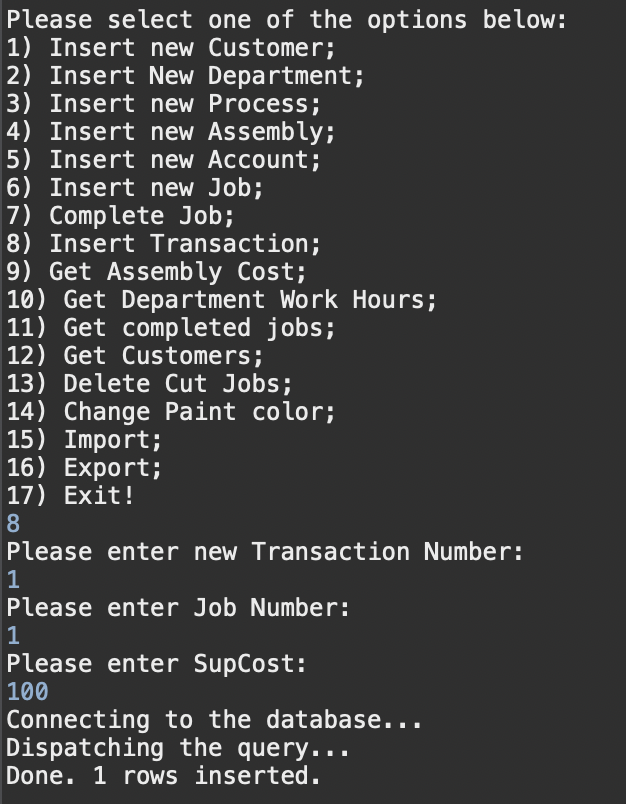 Please select one of the options below:
1) Insert new Customer;
2) Insert New Department;
3) Insert new Process;
4) Insert new Assembly;
5) Insert new Account;
6) Insert new Job;
7) Complete Job;
8) Insert Transaction;
9) Get Assembly Cost;
10) Get Department Work Hours;
11) Get completed jobs;
12) Get Customers;
13) Delete Cut Jobs;
14) Change Paint color;
15) Import;
16) Export;
17) Exit!
8
Please enter new Transaction Number:
1
Please enter Job Number:
1
Please enter SupCost:
100
Connecting to the database...
Dispatching the query...
Done. 1 rows inserted.